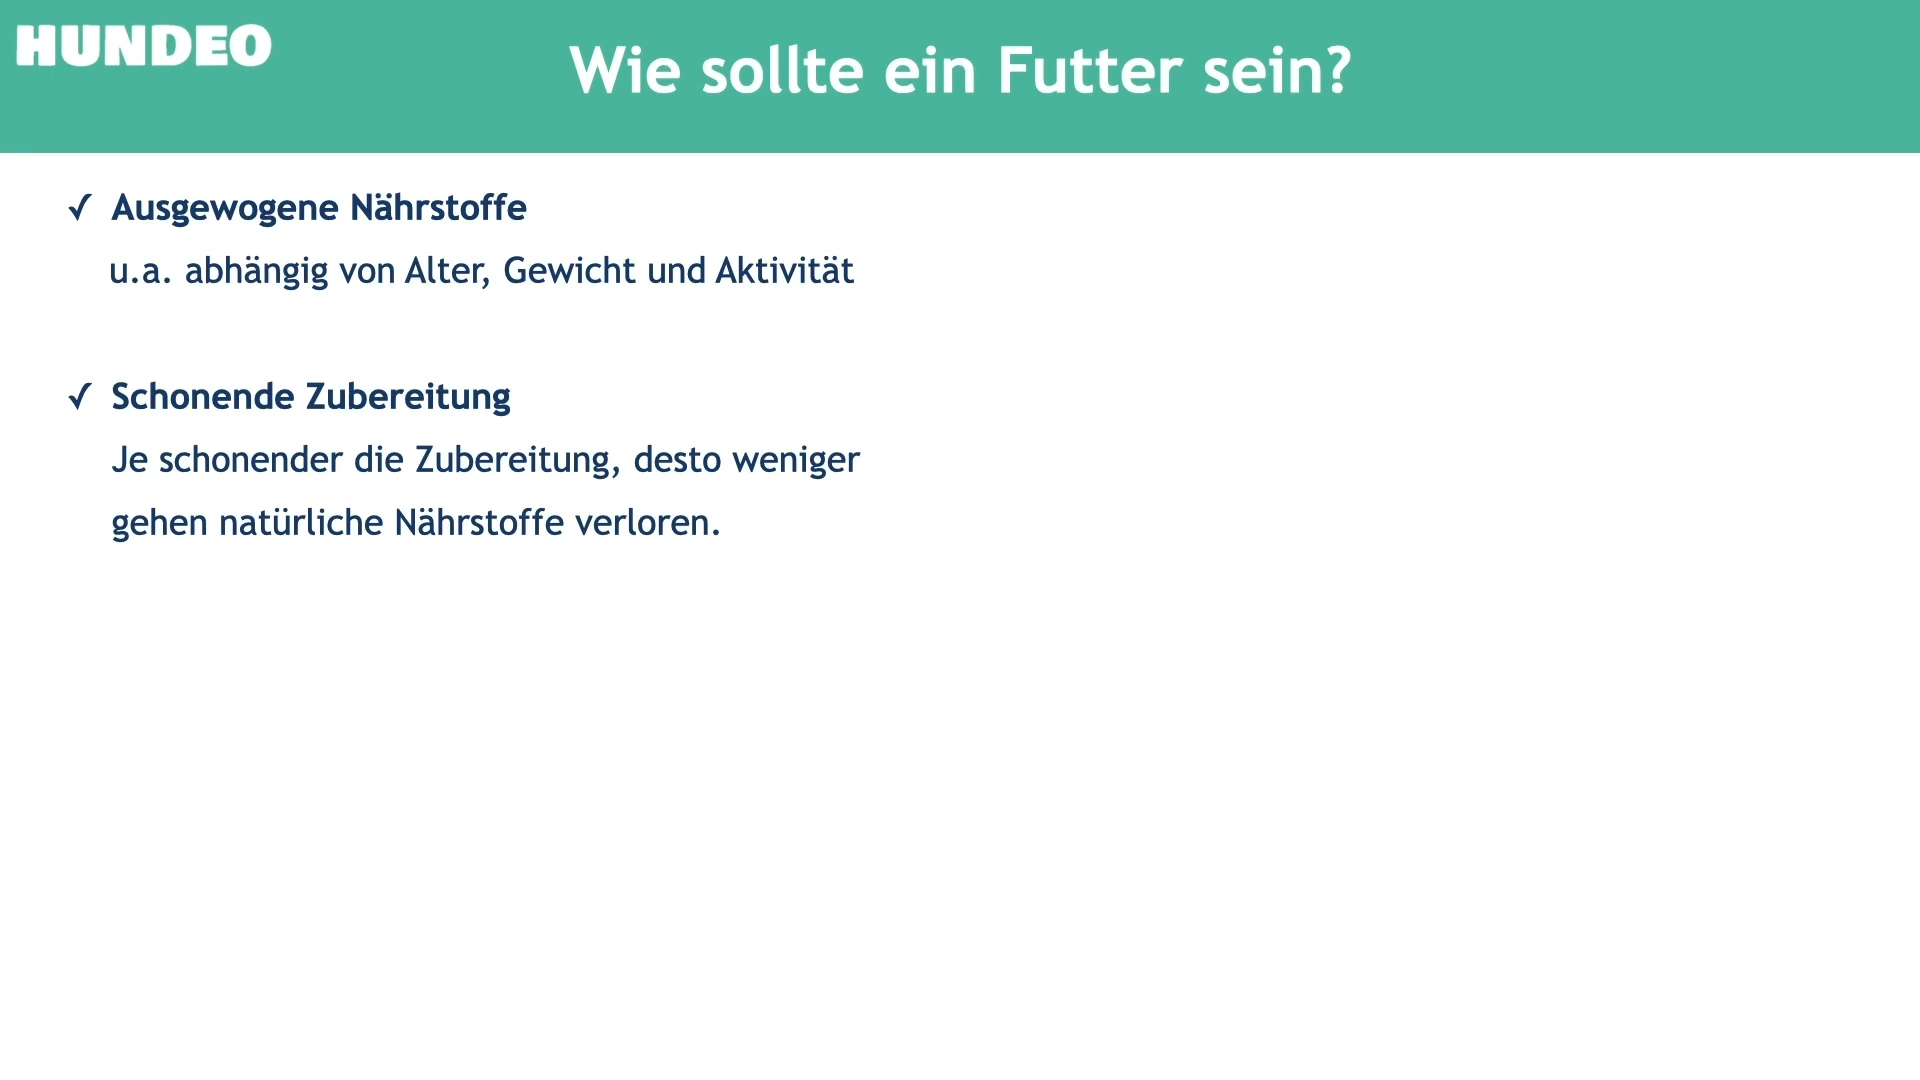 HUNDEO
Wie sollte ein Futter sein?
✓ Ausgewogene Nährstoffe
u.a. abhängig von Alter, Gewicht und Aktivität
✓ Schonende Zubereitung
Je schonender die Zubereitung, desto weniger
gehen natürliche Nährstoffe verloren.